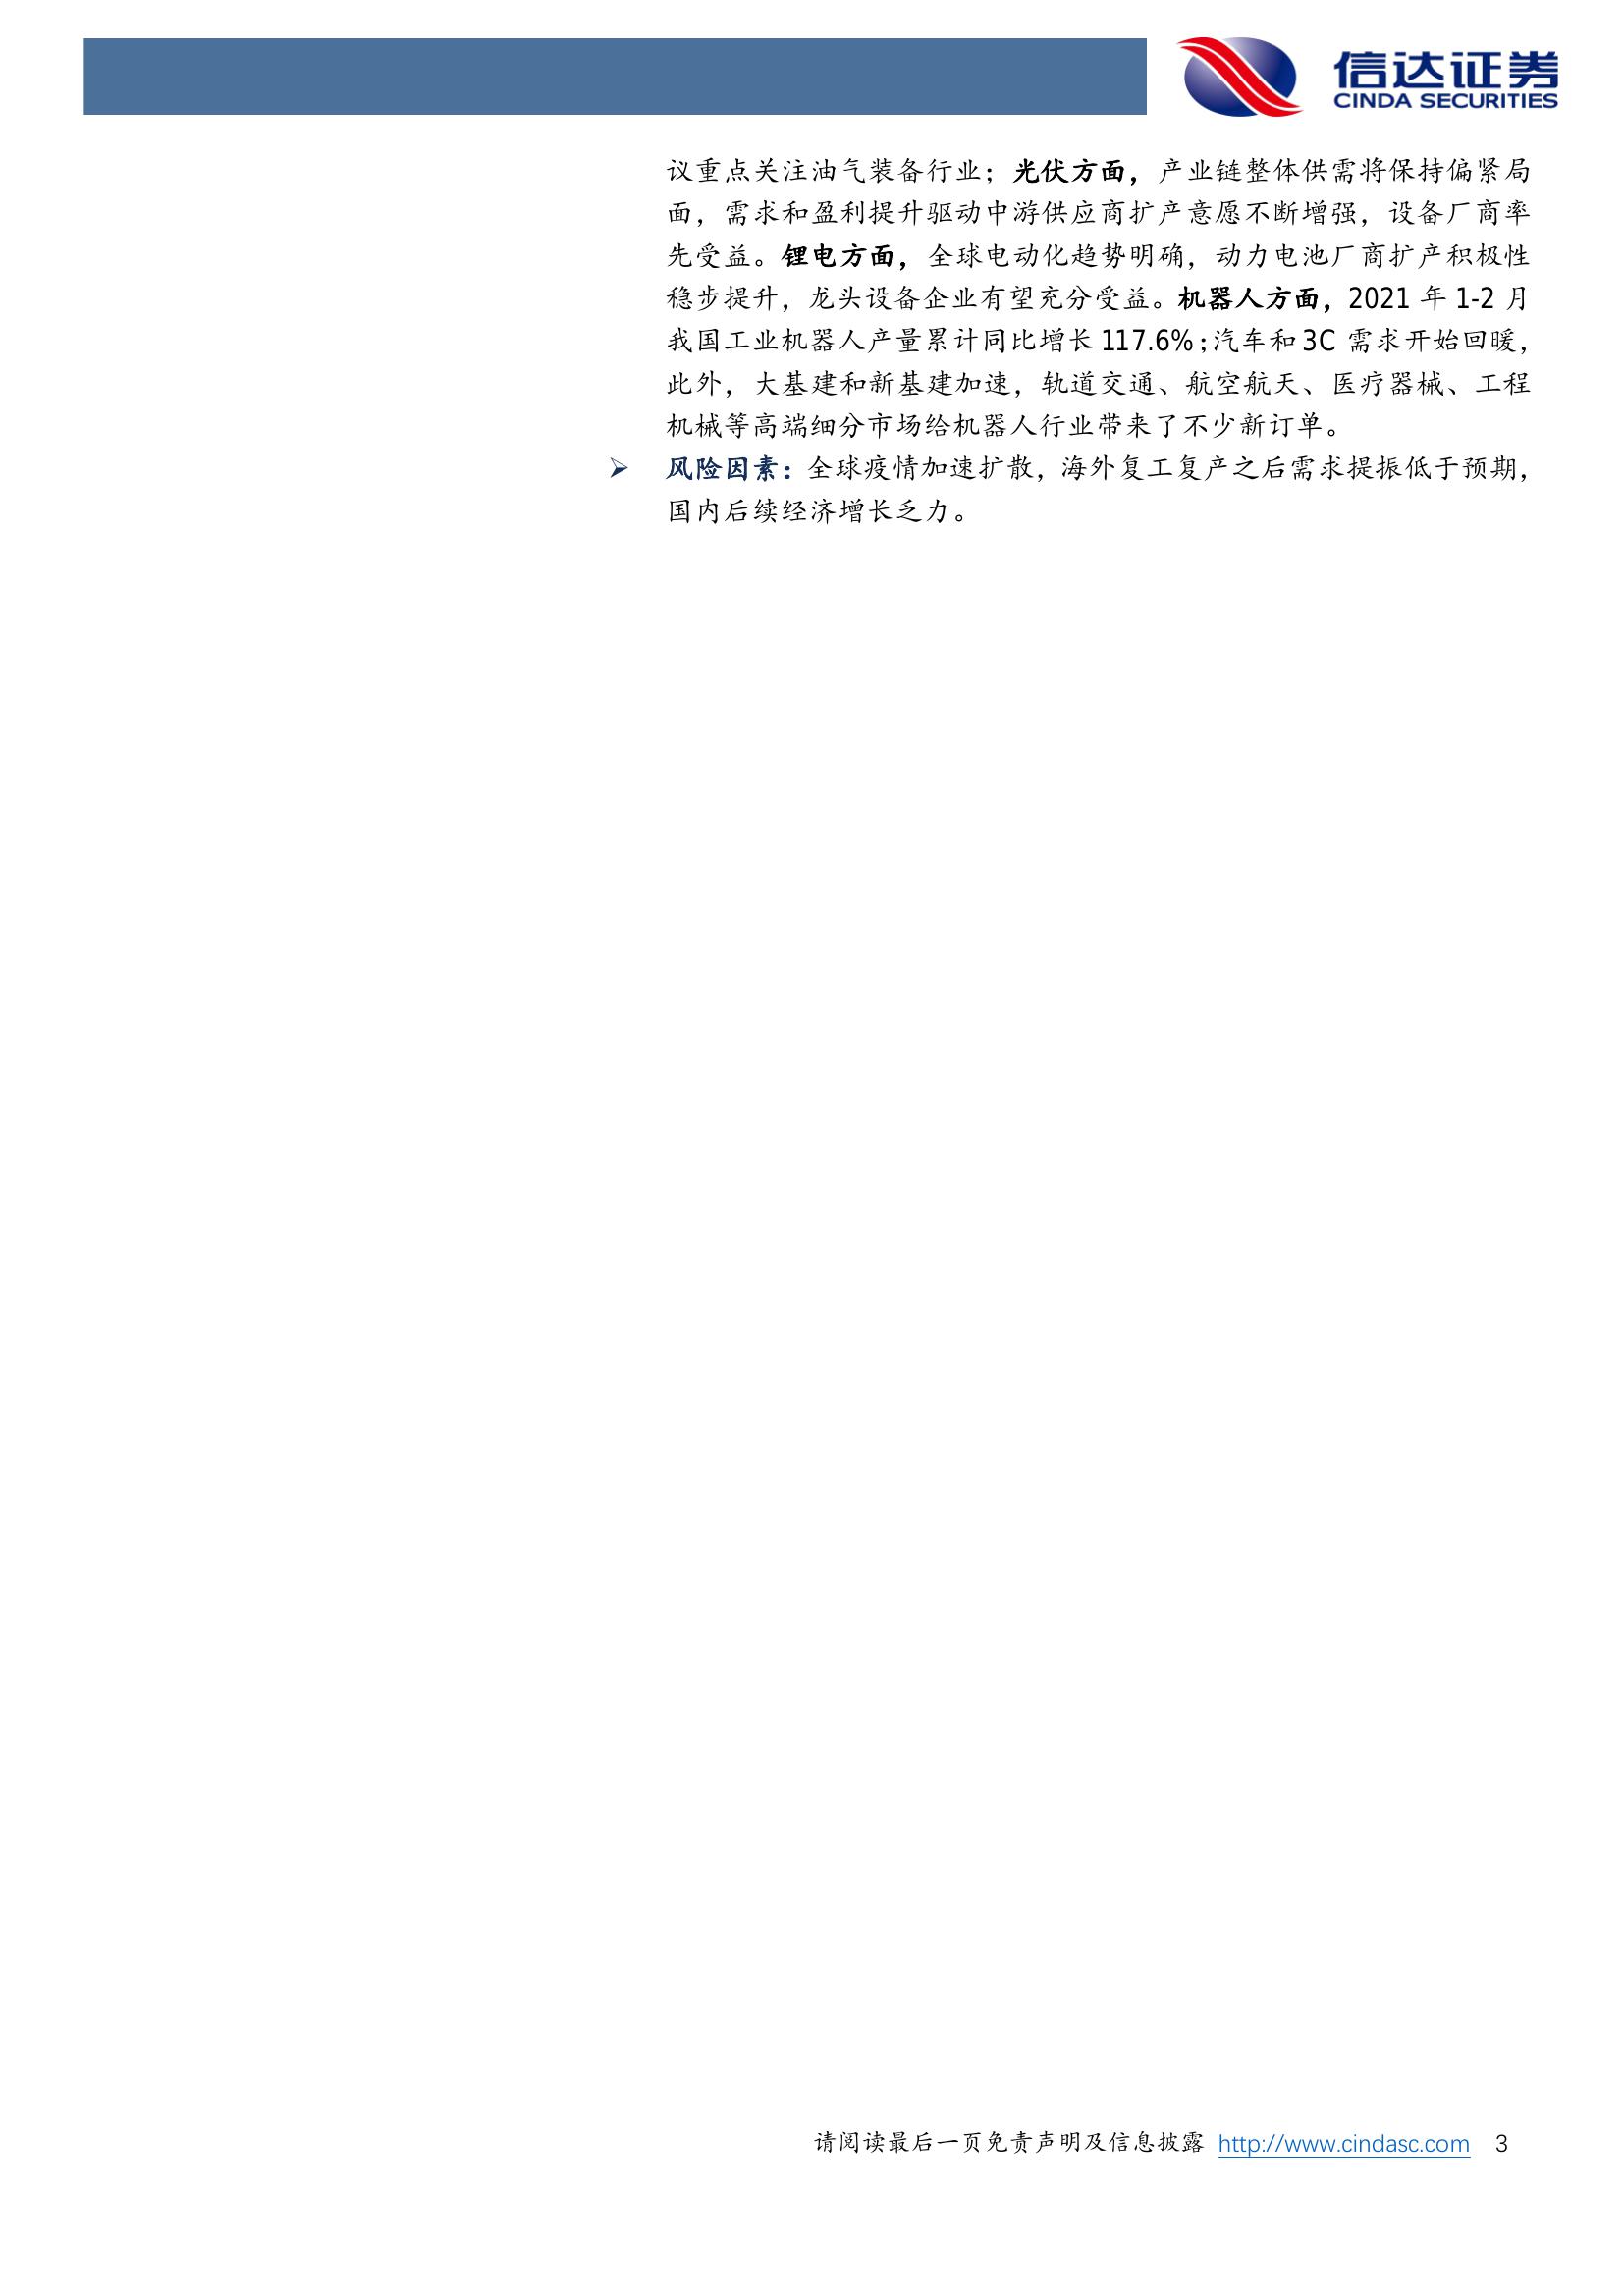 信达证券
CINDA SECURITIES
议重点关注油气装备行业；光伏方面，产业链整体供需将保持偏紧局
面，需求和盈利提升驱动中游供应商扩产意愿不断增强，设备厂商率
先受益。锂电方面，全球电动化趋势明确，动力电池厂商扩产积极性
稳步提升，龙头设备企业有望充分受益。机器人方面，2021 年 1-2 月
我国工业机器人产量累计同比增长 117.6%；汽车和 3C 需求开始回暖，
此外，大基建和新基建加速，轨道交通、航空航天、医疗器械、工程
机械等高端细分市场给机器人行业带来了不少新订单。
➢ 风险因素：全球疫情加速扩散，海外复工复产之后需求提振低于预期，
国内后续经济增长乏力。
请阅读最后一页免责声明及信息披露 http://www.cindasc.com 3